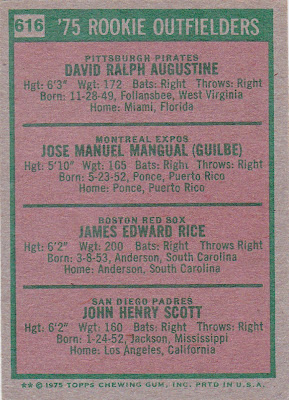 616 '75 ROOKIE OUTFIELDERS
PITTSBURGH PIRATES
DAVID RALPH AUGUSTINE
Hgt: 6'3" Wgt: 172 Bats: Right Throws: Right
Born: 11-28-49, Follansbee, West Virginia
Home: Miami, Florida
MONTREAL EXPOS
JOSE MANUEL MANGUAL (GUILBE)
Hgt: 5'10" Wgt: 165 Bats: Right Throws: Right
Born: 5-23-52, Ponce, Puerto Rico
Home: Ponce, Puerto Rico
BOSTON RED SOX
JAMES EDWARD RICE
Hgt: 6'2" Wgt: 200 Bats: Right Throws: Right
Born: 3-8-53, Anderson, South Carolina
Home: Anderson, South Carolina
SAN DIEGO PADRES
JOHN HENRY SCOTT
Hgt: 6'2" Wgt: 160 Bats: Right Throws: Right
Born: 1-24-52, Jackson, Mississippi
Home: Los Angeles, California
** © 1975 TOPPS CHEWING GUM, INC. PRTD IN U.S.A.